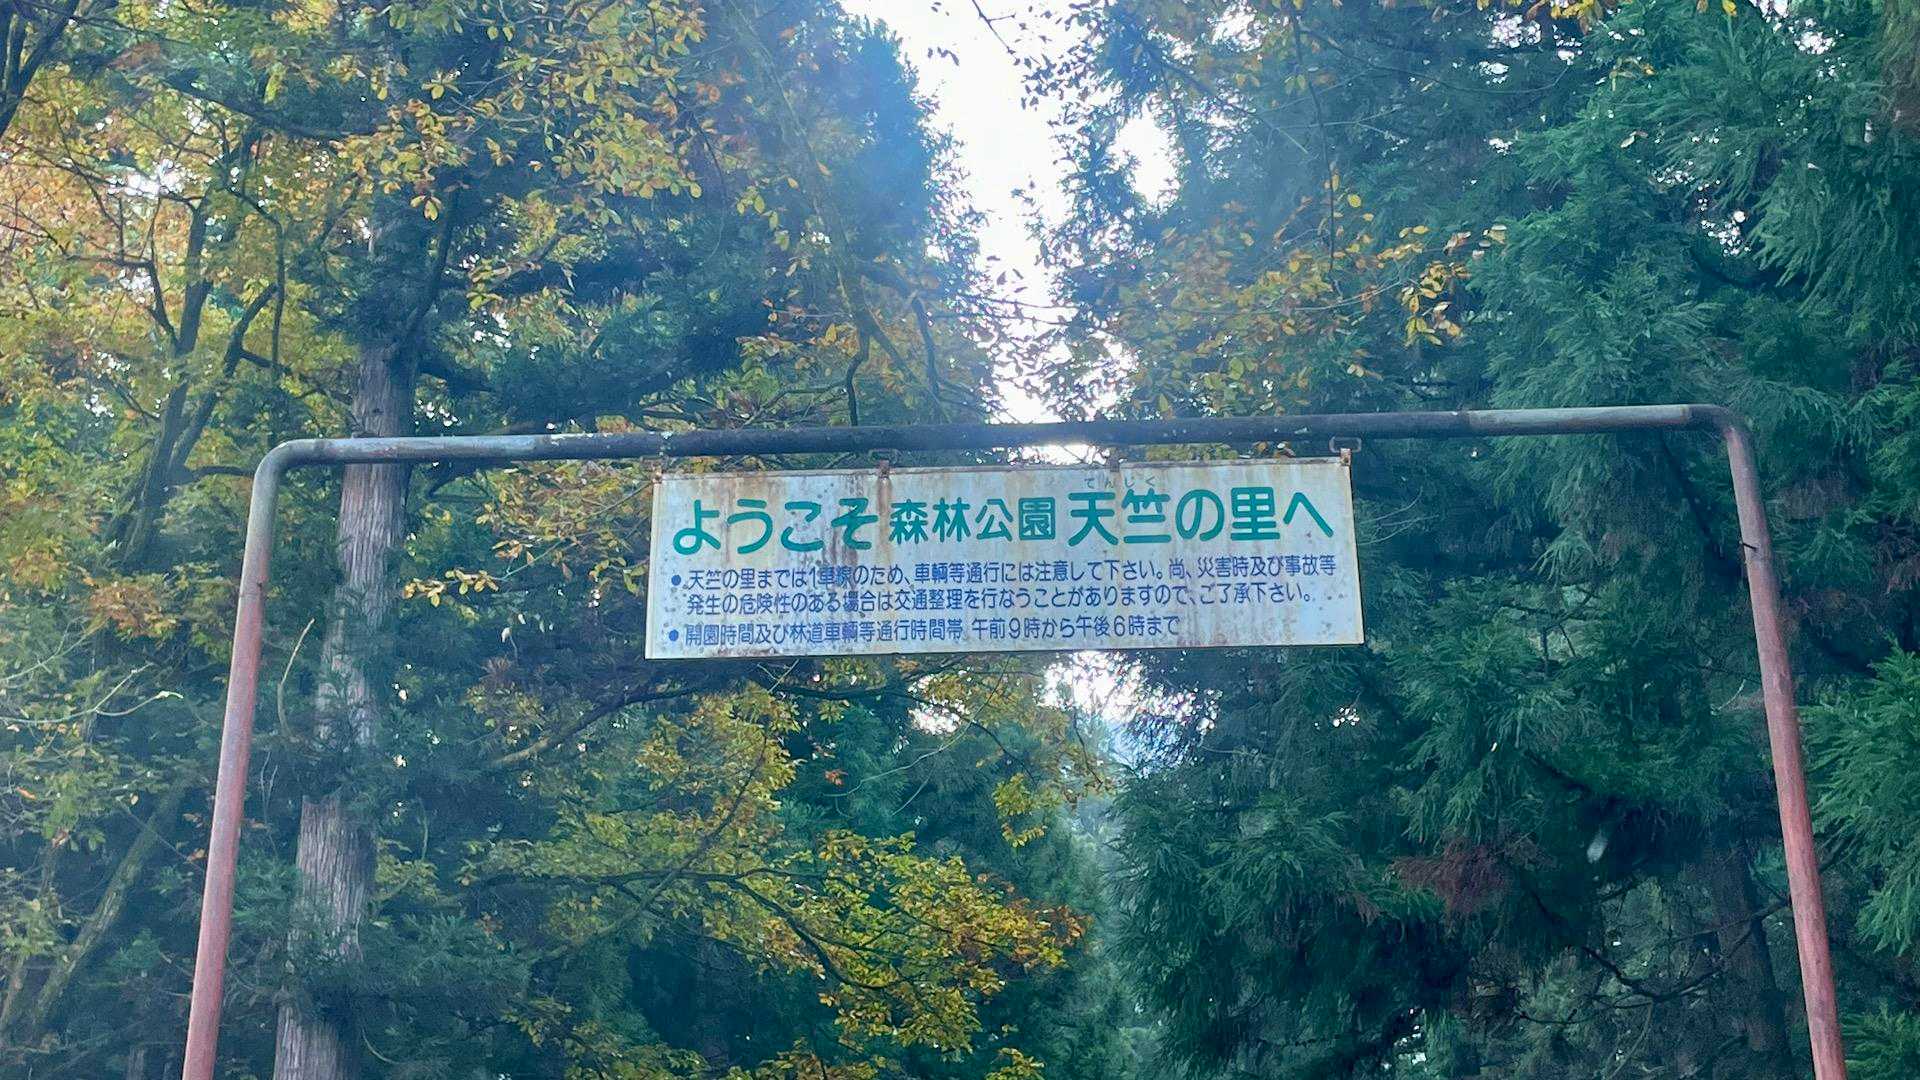 てんじく
ようこそ 森林公園 天竺の里へ
●天竺の里までは1車線のため、車輌等通行には注意して下さい。尚、災害時及び事故等
発生の危険性のある場合は交通整理を行なうことがありますので、ご了承下さい。
●開園時間及び林道車輌等通行時間帯 午前9時から午後6時まで